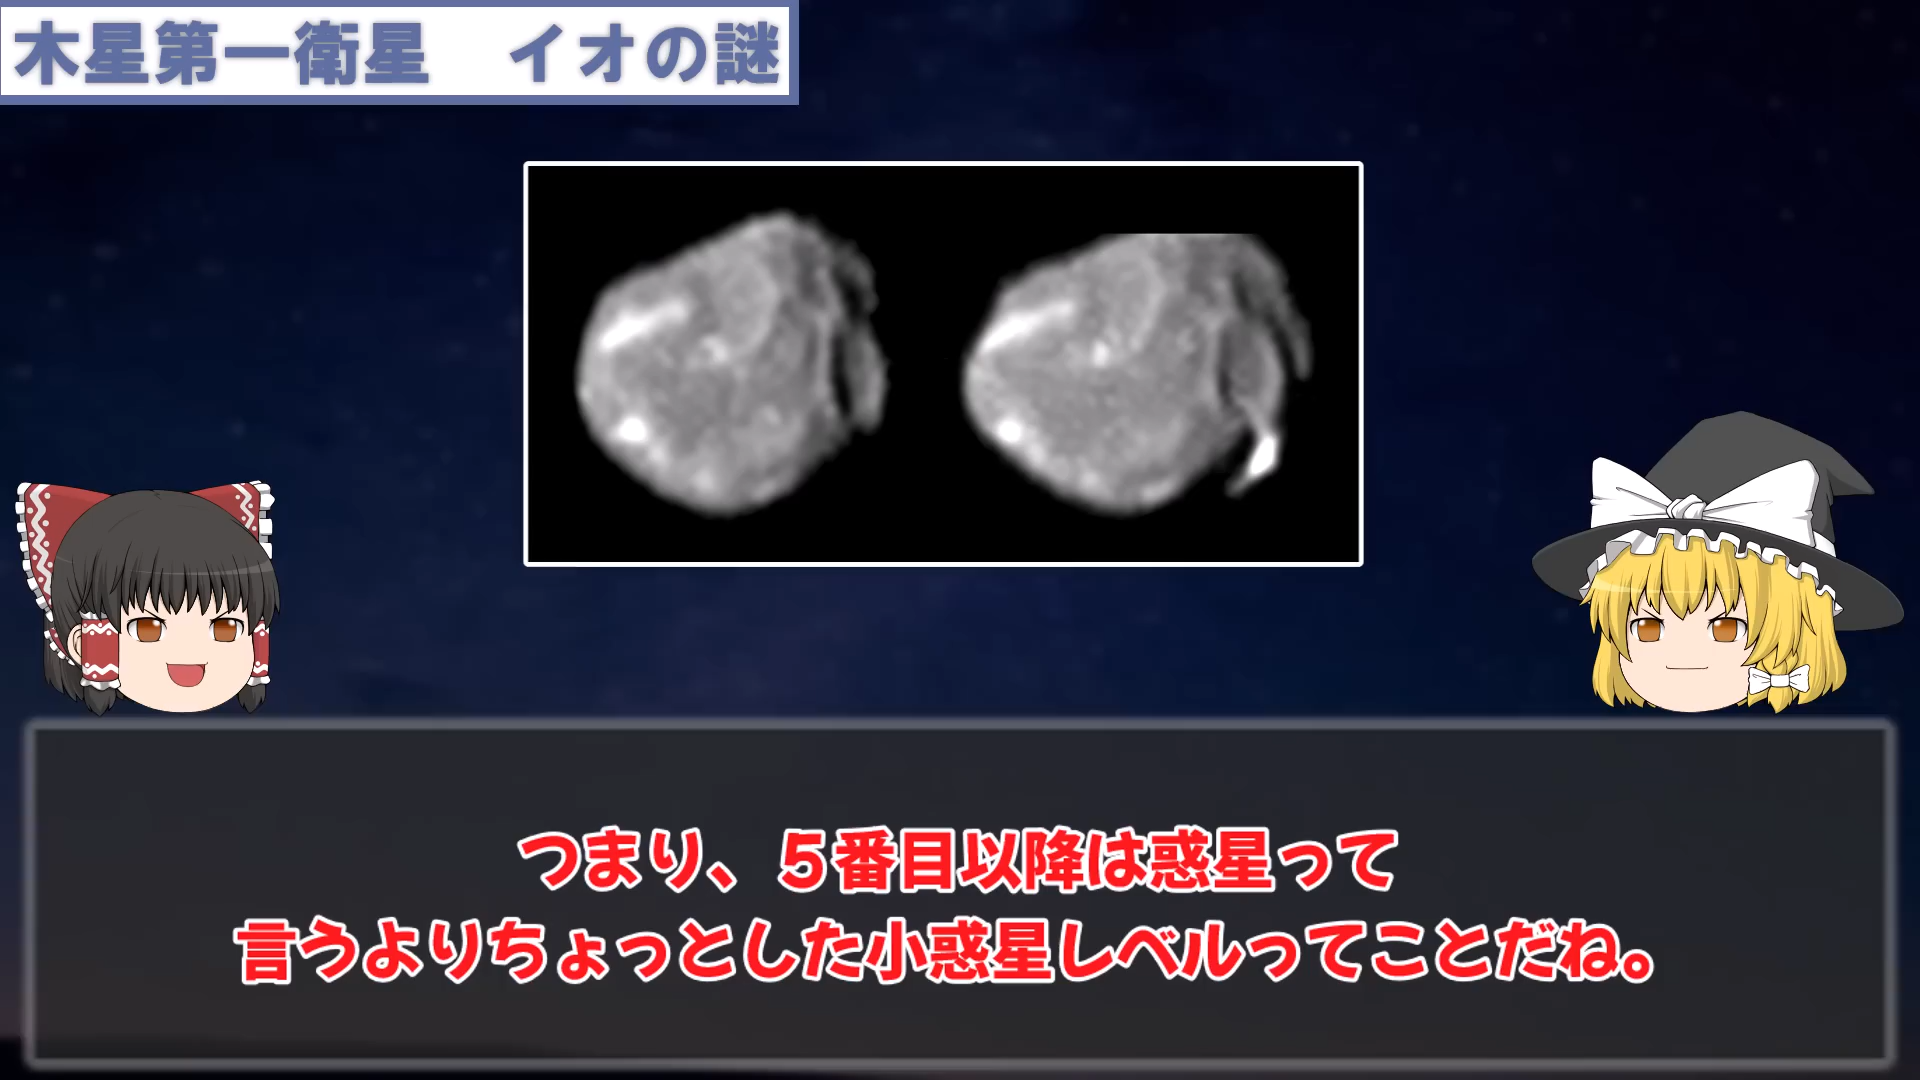 木星第一衛星　イオの謎
つまり、５番目以降は惑星って
言うよりちょっとした小惑星レベルってことだね。